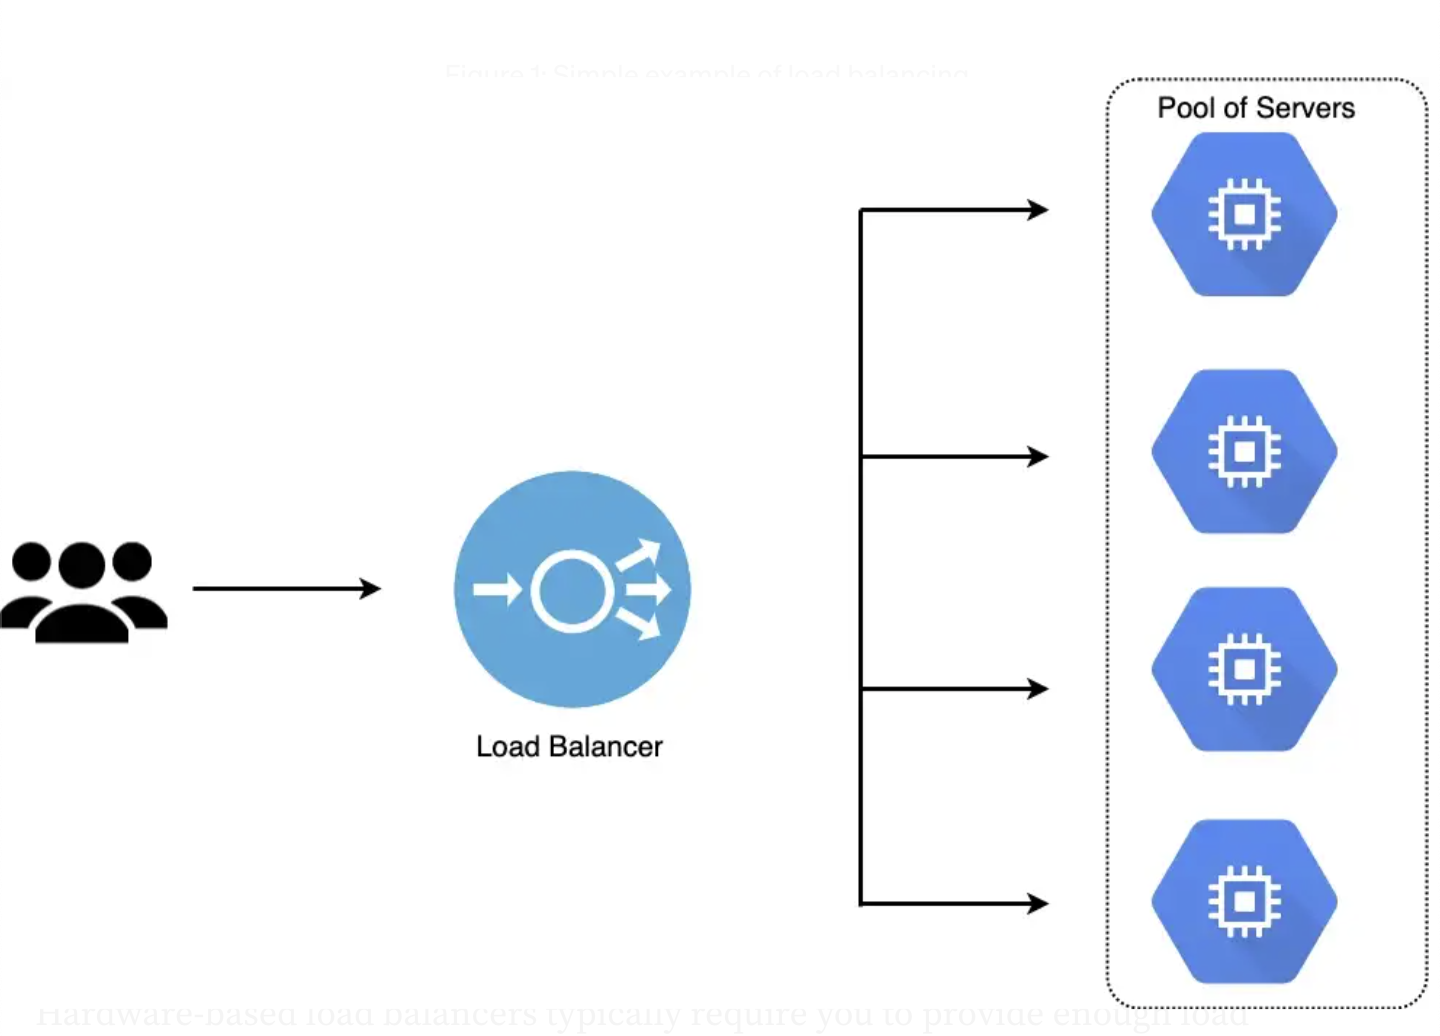 Figure 1: Simple example of load balancing
Pool of Servers
Load Balancer
Hardware-based load balancers typically require you to provide enough load